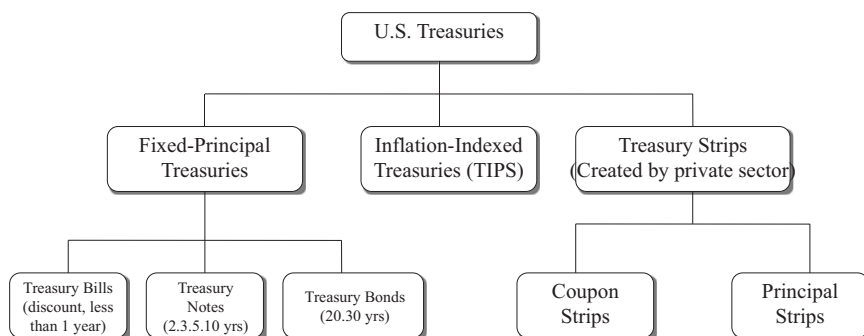 U.S. Treasuries
Fixed-Principal
Treasuries
Inflation-Indexed
Treasuries (TIPS)
Treasury Strips
(Created by private sector)
Treasury Bills
(discount, less
than 1 year)
Treasury
Notes
(2.3.5.10 yrs)
Treasury Bonds
(20.30 yrs)
Coupon
Strips
Principal
Strips